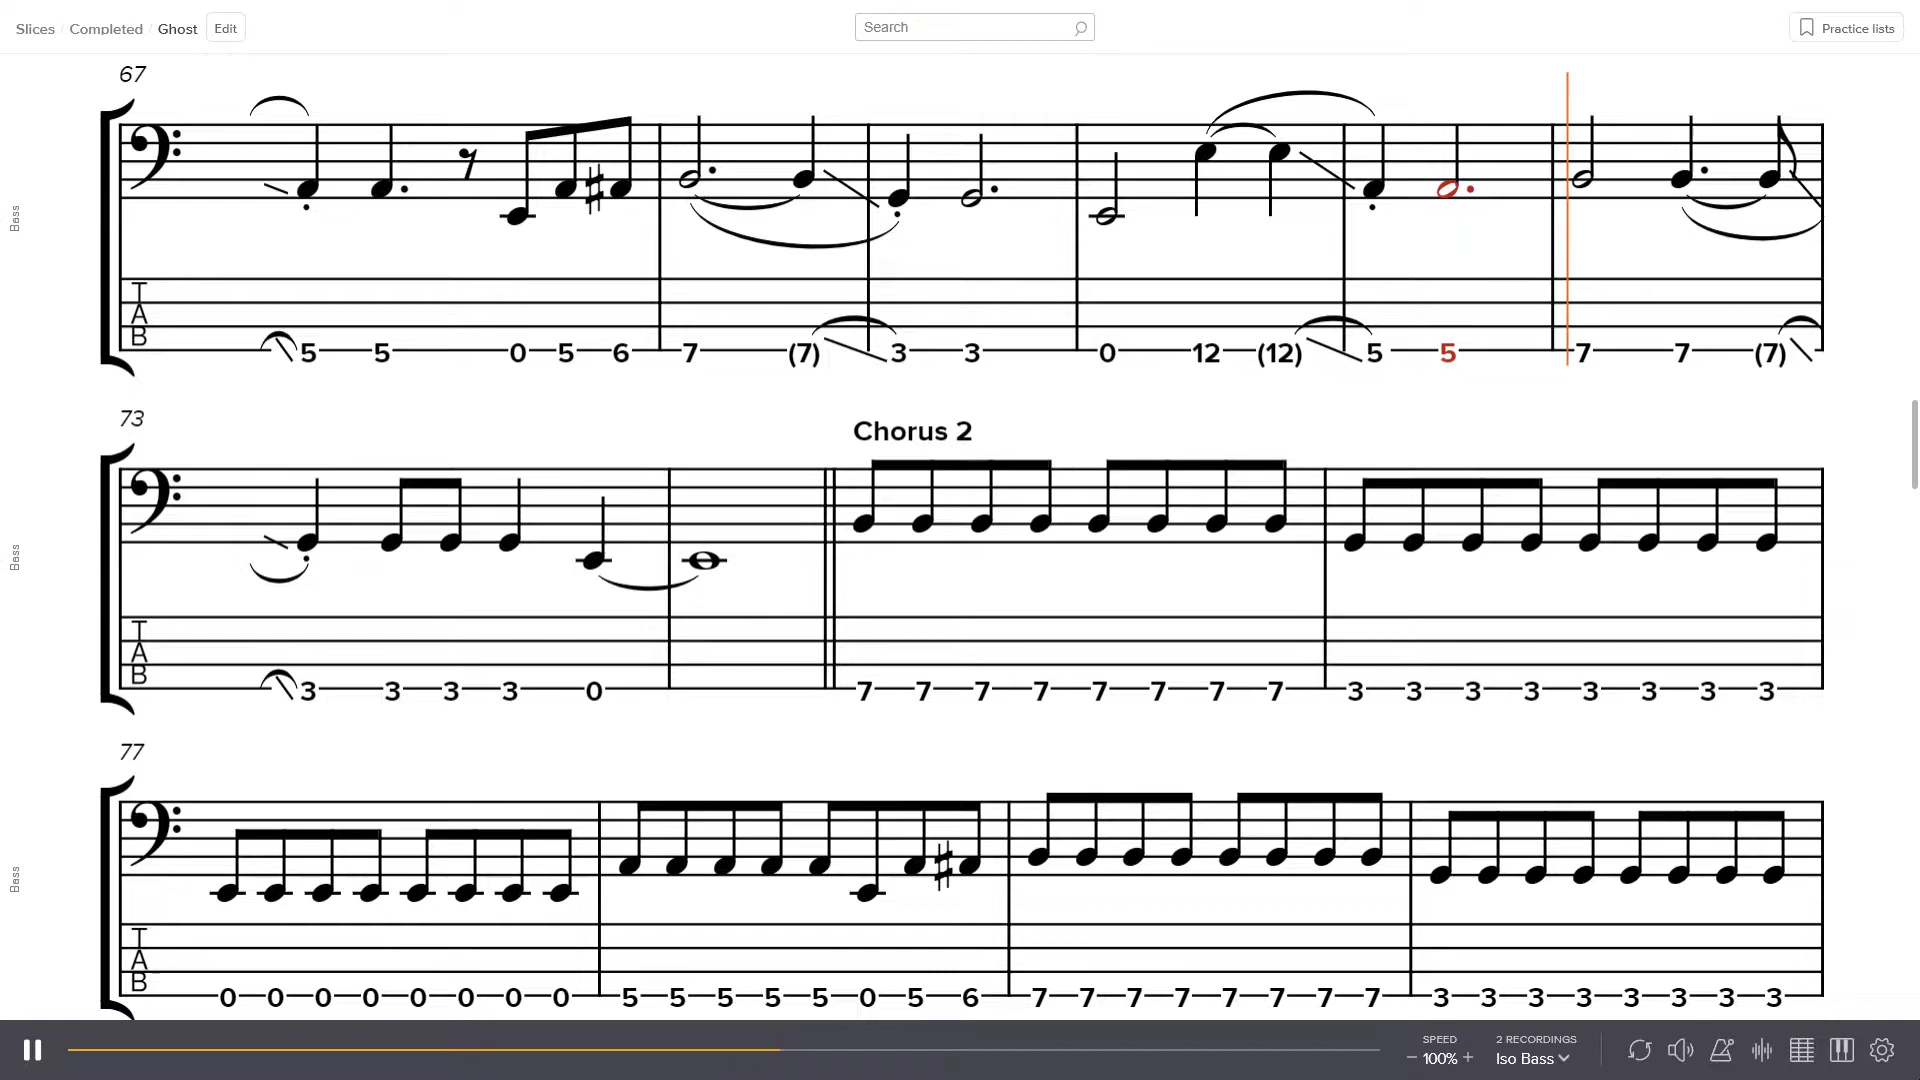 Slices / Completed / Ghost Edit
Search
Practice lists
67
Bass
TAB
5 5 0 5 6 7 (7) 3 3 0 12 (12) 5 5 7 7 (7)
73
Chorus 2
Bass
TAB
3 3 3 3 0 7 7 7 7 7 7 7 7 3 3 3 3 3 3 3 3
77
Bass
TAB
0 0 0 0 0 0 0 0 5 5 5 5 5 0 5 6 7 7 7 7 7 7 7 7 3 3 3 3 3 3 3 3
SPEED
− 100% +
2 RECORDINGS
Iso Bass